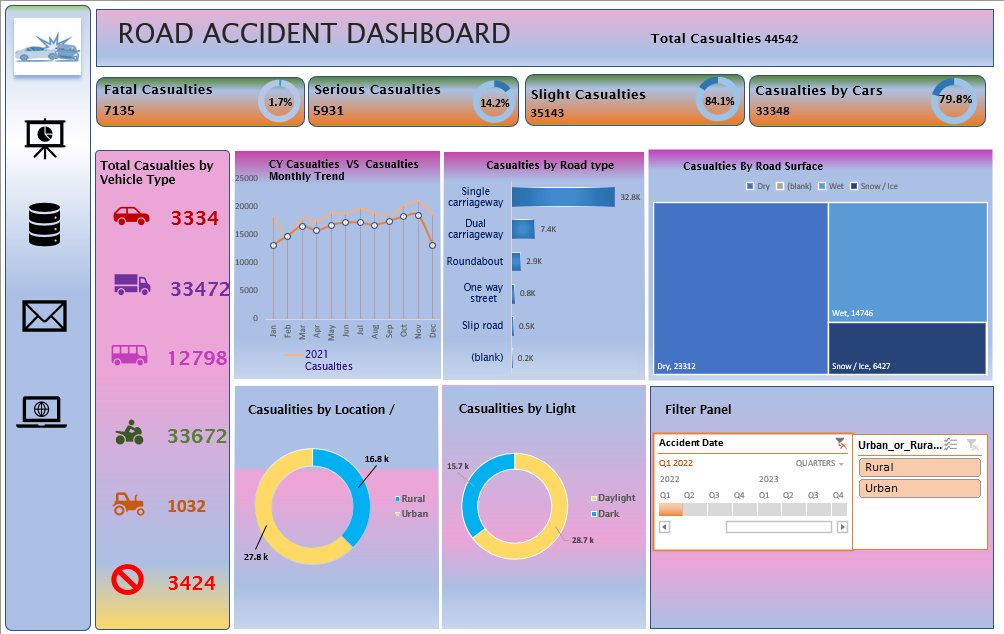 ROAD ACCIDENT DASHBOARD
Total Casualties 44542
Fatal Casualties
7135
1.7%
Serious Casualties
5931
14.2%
Slight Casualties
35143
84.1%
Casualties by Cars
33348
79.8%
Total Casualties by
Vehicle Type
3334
33472
12798
33672
1032
3424
CY Casualties VS Casualties
Monthly Trend
25000
20000
15000
10000
5000
0
Jan
Feb
Mar
Apr
May
Jun
Jul
Aug
Sep
Oct
Nov
Dec
2021
Casualties
Casualties by Road type
Single
carriageway
32.8K
Dual
carriageway
7.4K
Roundabout
2.9K
One way
street
0.8K
Slip road
0.5K
(blank)
0.2K
Casualties By Road Surface
Dry (blank) Wet Snow / Ice
Dry, 23312
Wet, 14746
Snow / Ice, 6427
Casualities by Location /
16.8 k
27.8 k
Rural
Urban
Casualities by Light
15.7 k
28.7 k
Daylight
Dark
Filter Panel
Accident Date
Q1 2022
QUARTERS
2022 2023
Q1 Q2 Q3 Q4 Q1 Q2 Q3 Q4
Urban_or_Rura...
Rural
Urban